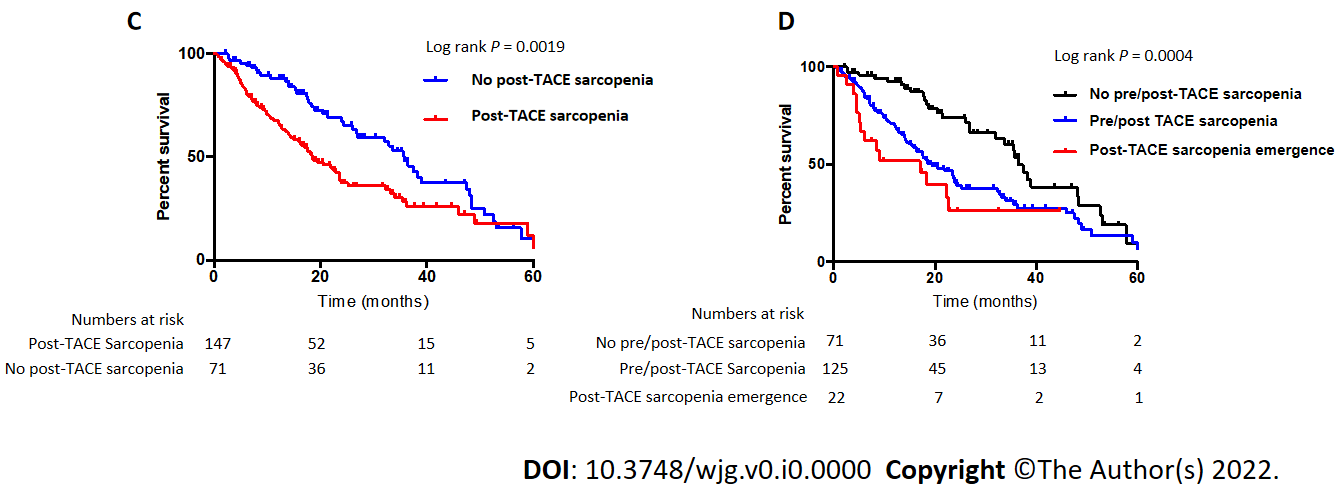 C
Log rank P = 0.0019
No post-TACE sarcopenia
Post-TACE sarcopenia
Percent survival
100
50
0
0 20 40 60
Time (months)
Numbers at risk
Post-TACE Sarcopenia 147 52 15 5
No post-TACE sarcopenia 71 36 11 2
D
Log rank P = 0.0004
No pre/post-TACE sarcopenia
Pre/post TACE sarcopenia
Post-TACE sarcopenia emergence
Percent survival
100
50
0
0 20 40 60
Time (months)
Numbers at risk
No pre/post-TACE sarcopenia 71 36 11 2
Pre/post-TACE Sarcopenia 125 45 13 4
Post-TACE sarcopenia emergence 22 7 2 1
DOI: 10.3748/wjg.v0.i0.0000 Copyright ©The Author(s) 2022.